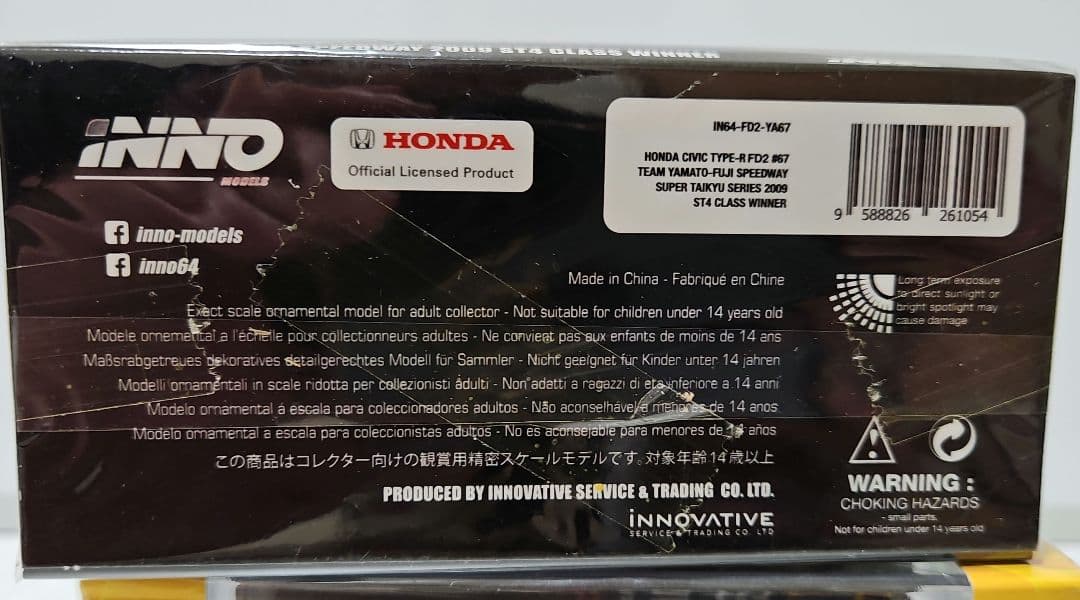 SPEEDWAY 2009 ST4 CLASS WINNER
INNO
MODELS
HONDA
Official Licensed Product
IN64-FD2-YA67
HONDA CIVIC TYPE-R FD2 #67
TEAM YAMATO-FUJI SPEEDWAY
SUPER TAIKYU SERIES 2009
ST4 CLASS WINNER
9 588826 261054
inno-models
inno64
Made in China - Fabriqué en Chine
Long term exposure
to direct sunlight or
bright spotlight may
cause damage
Exact scale ornamental model for adult collector - Not suitable for children under 14 years old
Modele ornemental a l'échelle pour collectionneurs adultes - Ne convient pas aux enfants de moins de 14 ans
Maßsrabgetreues dekoratives detailgerechtes Modell für Sammler - Nicht geeignet für Kinder unter 14 jahren
Modelli ornamentali in scale ridotta per collezionisti adulti - Non adatti a ragazzi di eta inferiore a 14 anni
Modelo ornamental á escala para coleccionadores adultos - Não aconselhável a menores de 14 anos
Modelo ornamental a escala para coleccionistas adultos - No es aconsejable para menores de 14 años
この商品はコレクター向けの観賞用精密スケールモデルです。対象年齢14歳以上
PRODUCED BY INNOVATIVE SERVICE & TRADING CO. LTD.
INNOVATIVE
SERVICE & TRADING CO. LTD
WARNING :
CHOKING HAZARDS
- small parts.
Not for children under 14 years old